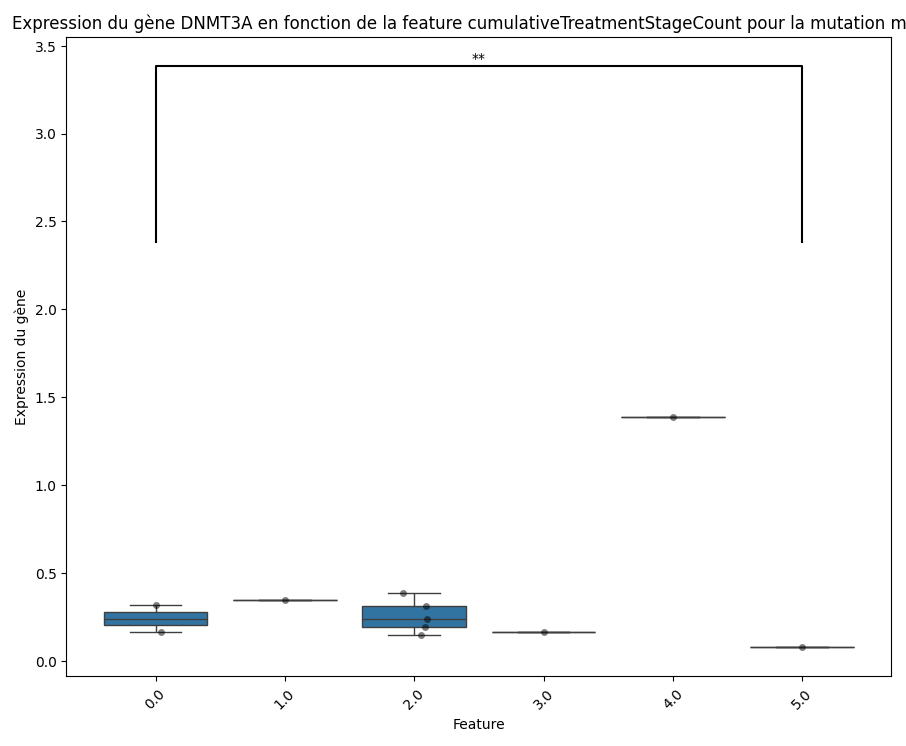 Expression du gène DNMT3A en fonction de la feature cumulativeTreatmentStageCount pour la mutation m
3.5
**
3.0
2.5
2.0
1.5
1.0
0.5
0.0
Expression du gène
0.0 1.0 2.0 3.0 4.0 5.0
Feature